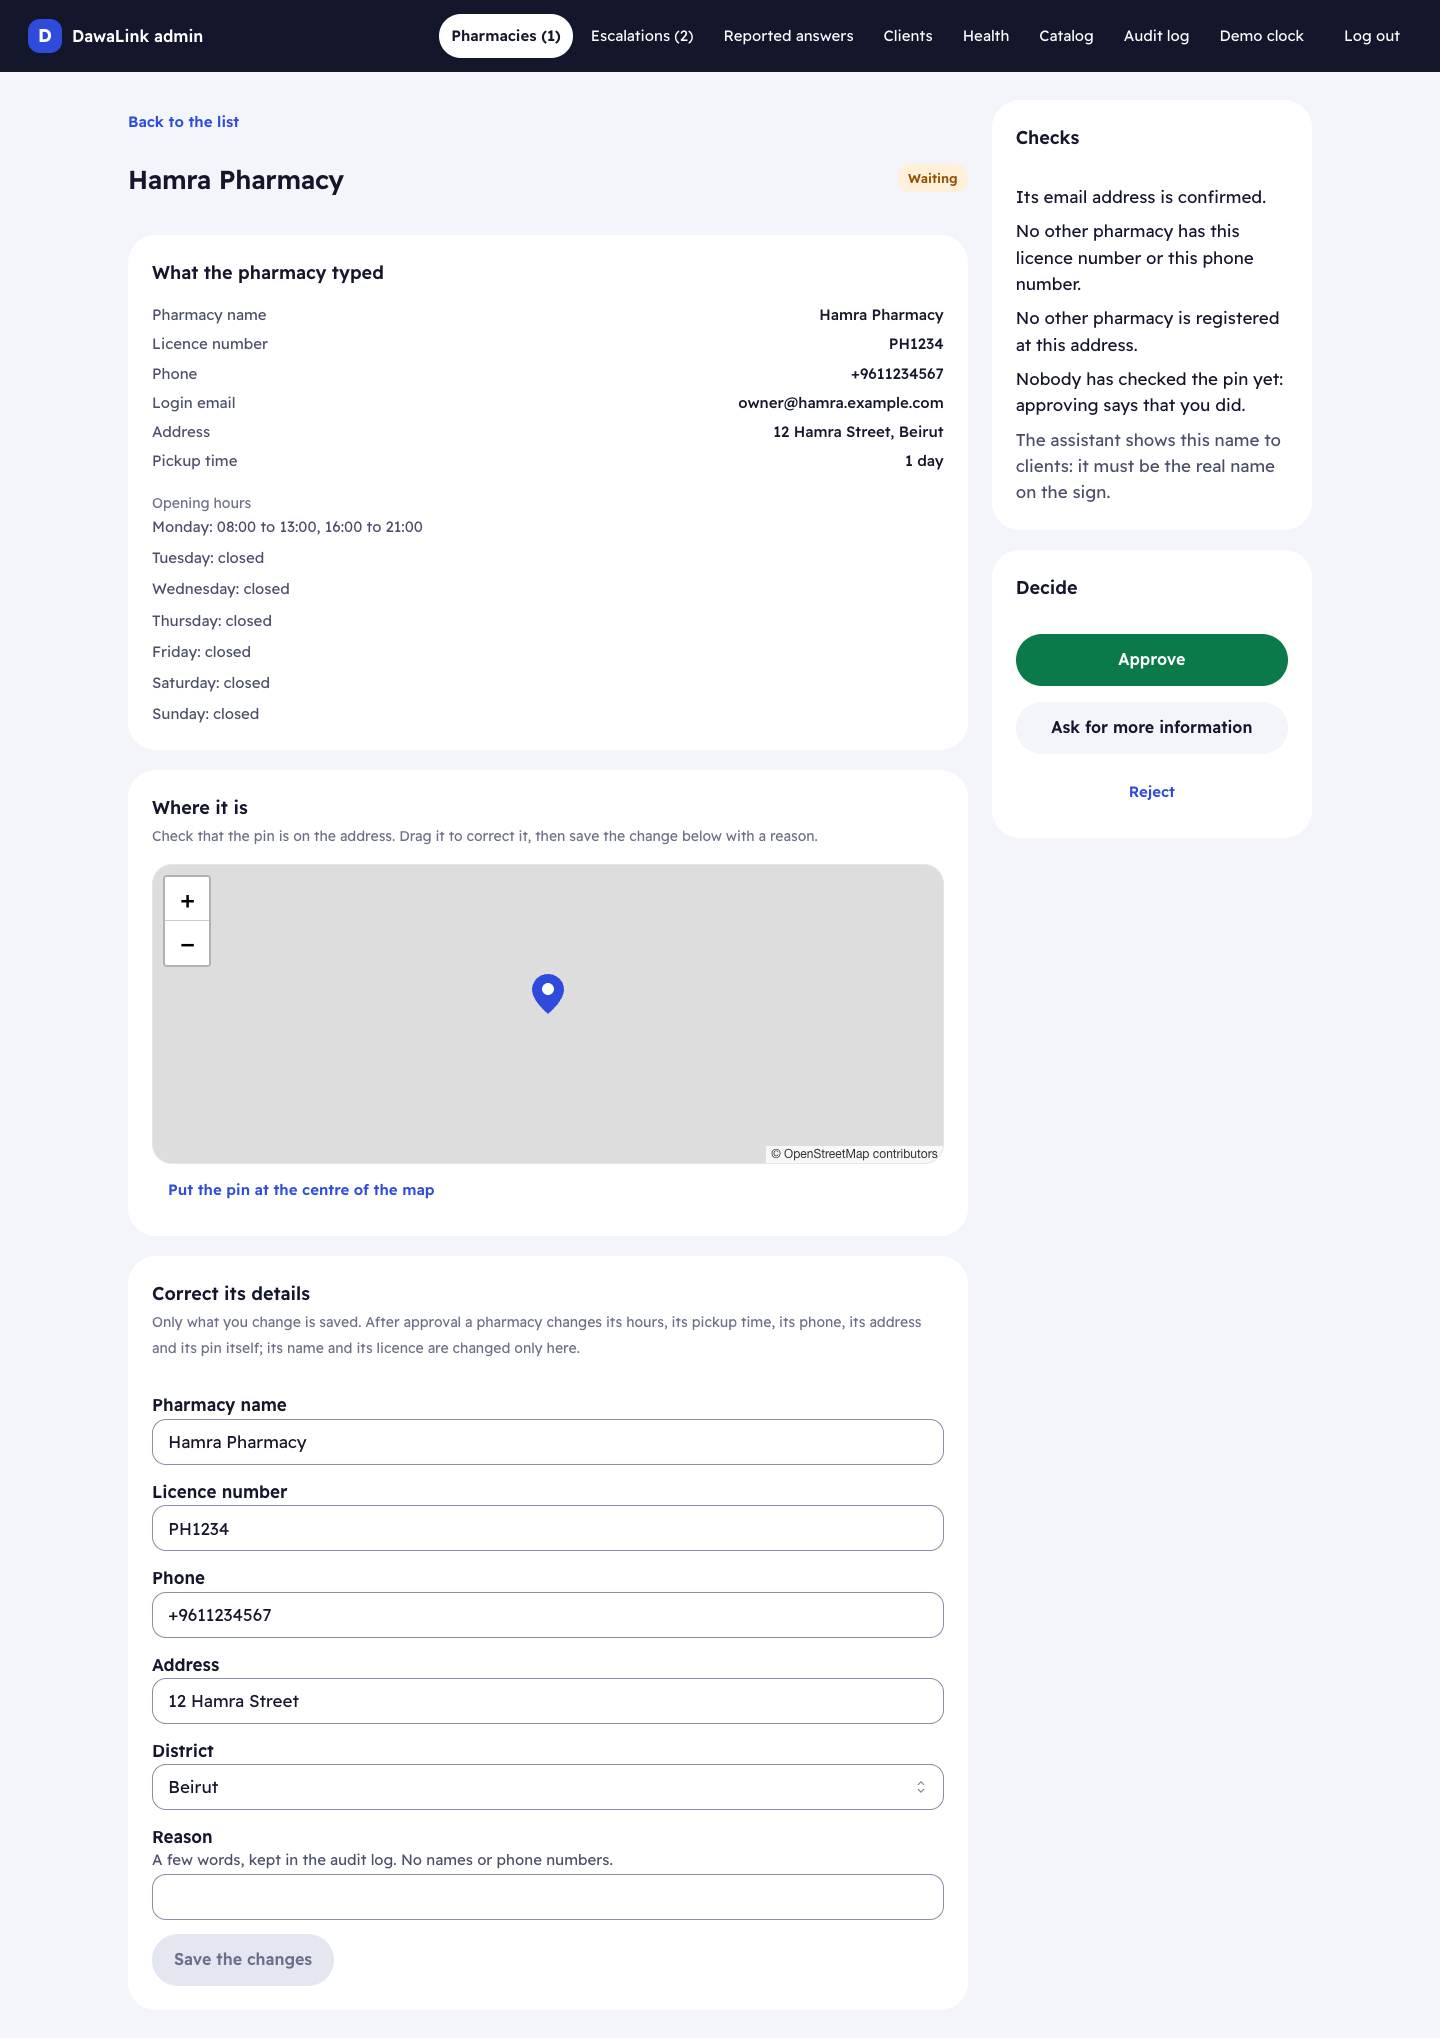 D DawaLink admin
Pharmacies (1) Escalations (2) Reported answers Clients Health Catalog Audit log Demo clock Log out
Back to the list
Hamra Pharmacy
Waiting
What the pharmacy typed
Pharmacy name Hamra Pharmacy
Licence number PH1234
Phone +9611234567
Login email owner@hamra.example.com
Address 12 Hamra Street, Beirut
Pickup time 1 day
Opening hours
Monday: 08:00 to 13:00, 16:00 to 21:00
Tuesday: closed
Wednesday: closed
Thursday: closed
Friday: closed
Saturday: closed
Sunday: closed
Where it is
Check that the pin is on the address. Drag it to correct it, then save the change below with a reason.
+
−
© OpenStreetMap contributors
Put the pin at the centre of the map
Correct its details
Only what you change is saved. After approval a pharmacy changes its hours, its pickup time, its phone, its address
and its pin itself; its name and its licence are changed only here.
Pharmacy name
Hamra Pharmacy
Licence number
PH1234
Phone
+9611234567
Address
12 Hamra Street
District
Beirut
Reason
A few words, kept in the audit log. No names or phone numbers.
Save the changes
Checks
Its email address is confirmed.
No other pharmacy has this
licence number or this phone
number.
No other pharmacy is registered
at this address.
Nobody has checked the pin yet:
approving says that you did.
The assistant shows this name to
clients: it must be the real name
on the sign.
Decide
Approve
Ask for more information
Reject